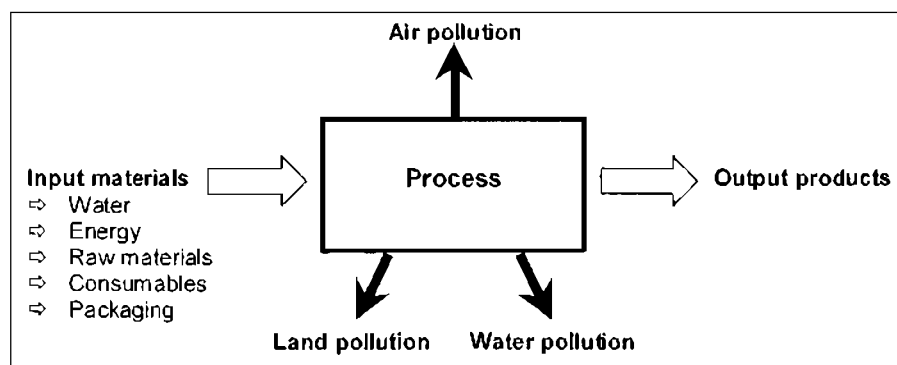 Air pollution
Process
Input materials
⇨ Water
⇨ Energy
⇨ Raw materials
⇨ Consumables
⇨ Packaging
Output products
Land pollution
Water pollution